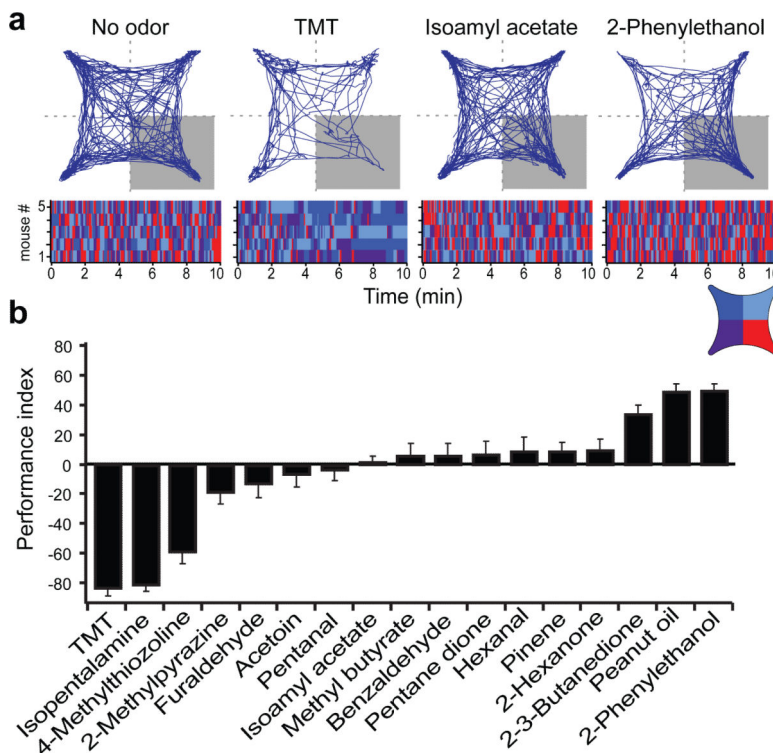 a
No odor TMT Isoamyl acetate 2-Phenylethanol
mouse #
5
1
0 2 4 6 8 10 0 2 4 6 8 10 0 2 4 6 8 10 0 2 4 6 8 10
Time (min)
b
Performance index
80
60
40
20
0
-20
-40
-60
-80
TMT
Isopentalamine
4-Methylthiozoline
2-Methylpyrazine
Furaldehyde
Acetoin
Pentanal
Isoamyl acetate
Methyl butyrate
Benzaldehyde
Pentane dione
Hexanal
Pinene
2-Hexanone
2-3-Butanedione
Peanut oil
2-Phenylethanol